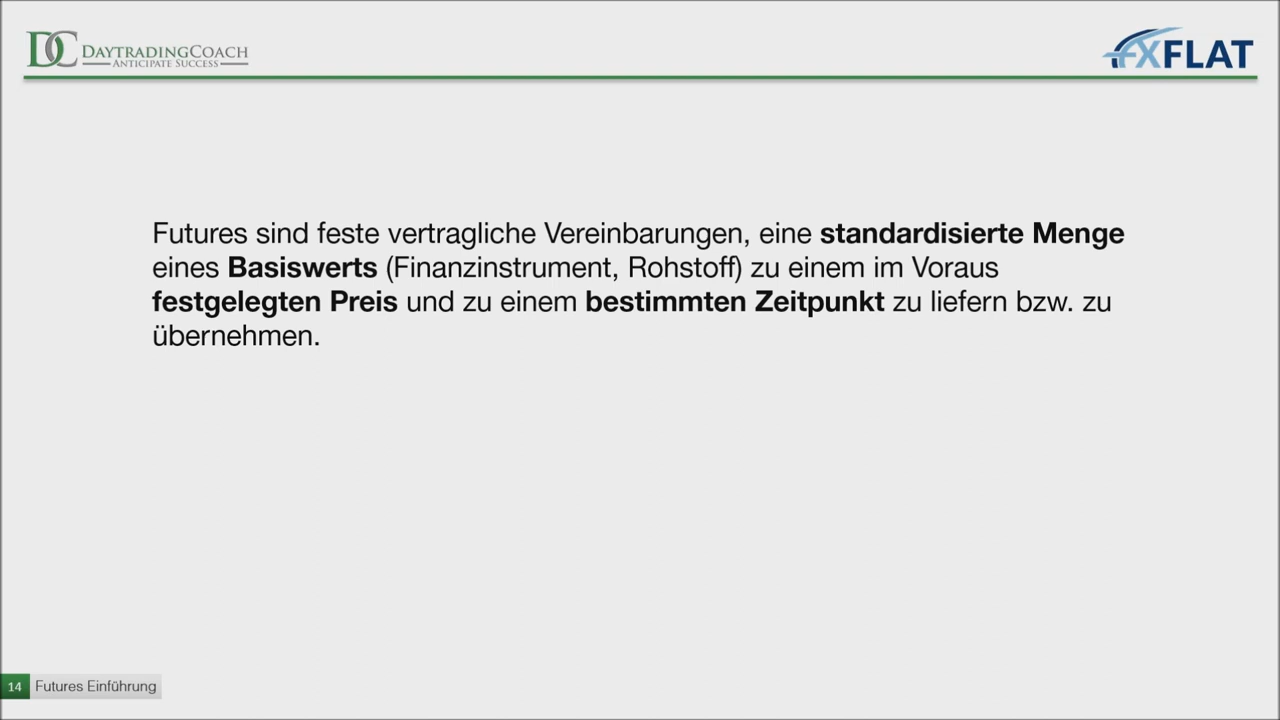 DC DAYTRADINGCOACH
ANTICIPATE SUCCESS
FXFLAT
Futures sind feste vertragliche Vereinbarungen, eine standardisierte Menge
eines Basiswerts (Finanzinstrument, Rohstoff) zu einem im Voraus
festgelegten Preis und zu einem bestimmten Zeitpunkt zu liefern bzw. zu
übernehmen.
14 Futures Einführung